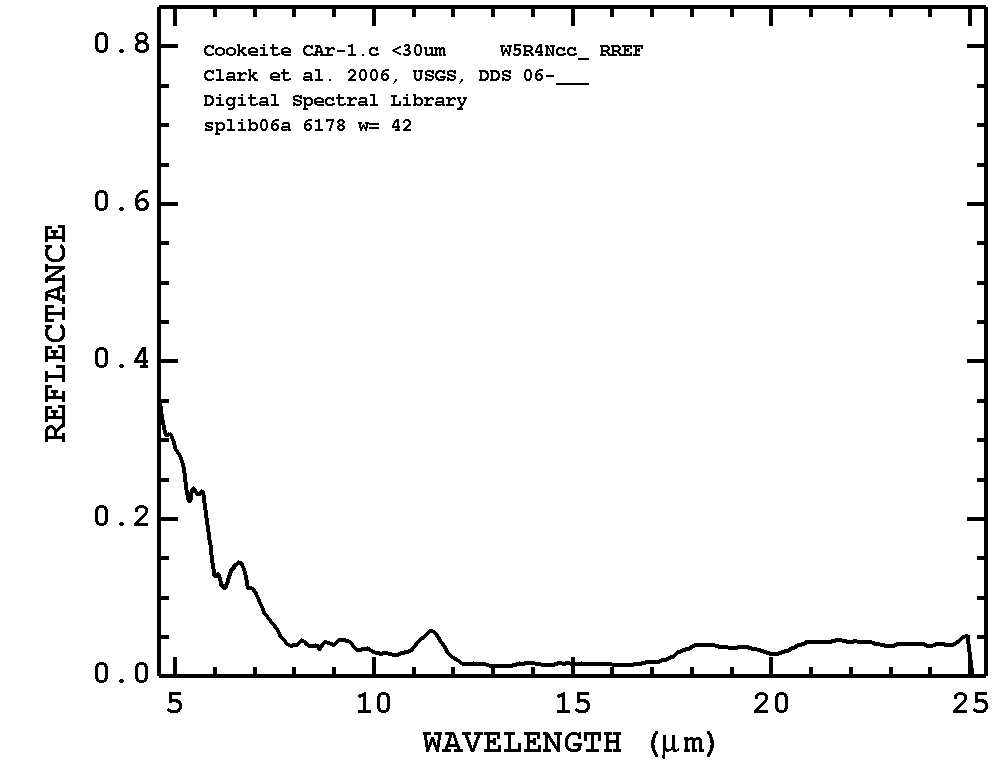 0.8
Cookeite CAr-1.c <30um W5R4Ncc_ RREF
Clark et al. 2006, USGS, DDS 06-___
Digital Spectral Library
splib06a 6178 w= 42
0.6
REFLECTANCE
0.4
0.2
0.0
5 10 15 20 25
WAVELENGTH (μm)